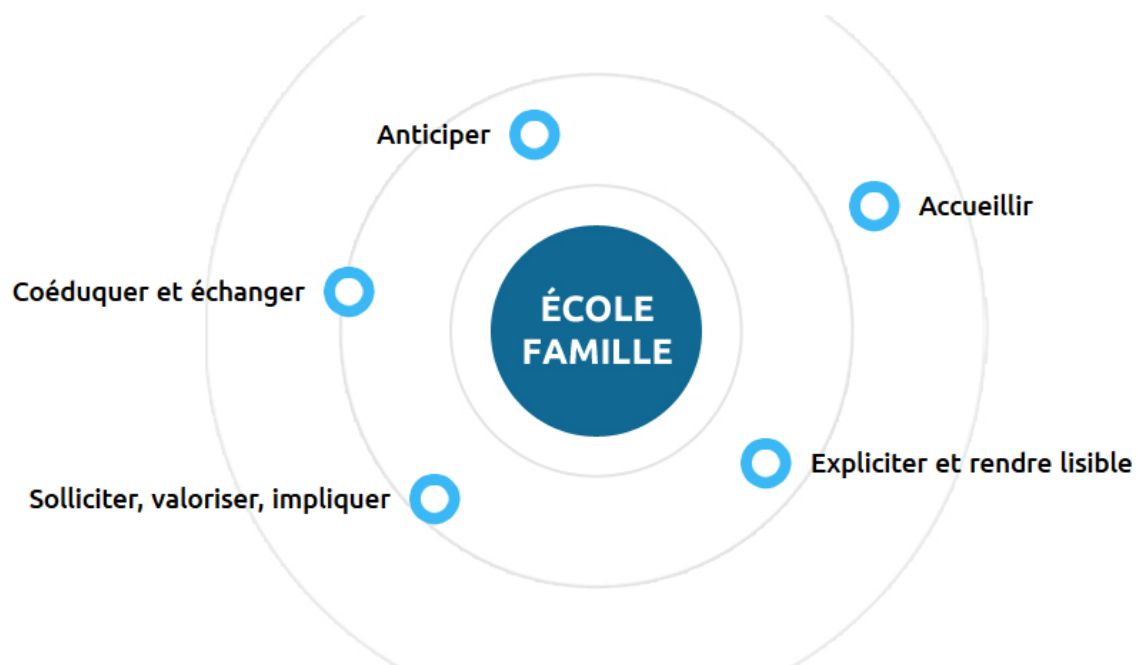 Anticiper
Accueillir
Coéduquer et échanger
ÉCOLE
FAMILLE
Expliciter et rendre lisible
Solliciter, valoriser, impliquer